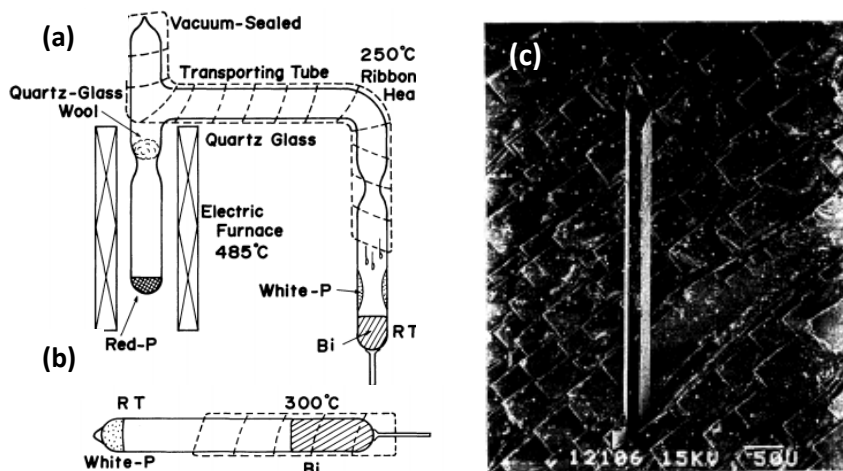 (a)
Vacuum-Sealed
250°C
Ribbon
Hea
Transporting Tube
Quartz-Glass
Wool
Quartz Glass
Electric
Furnace
485°C
White-P
Bi
RT
Red-P
(b)
RT
300°C
White-P
Bi
(c)
12106 15KV 50U